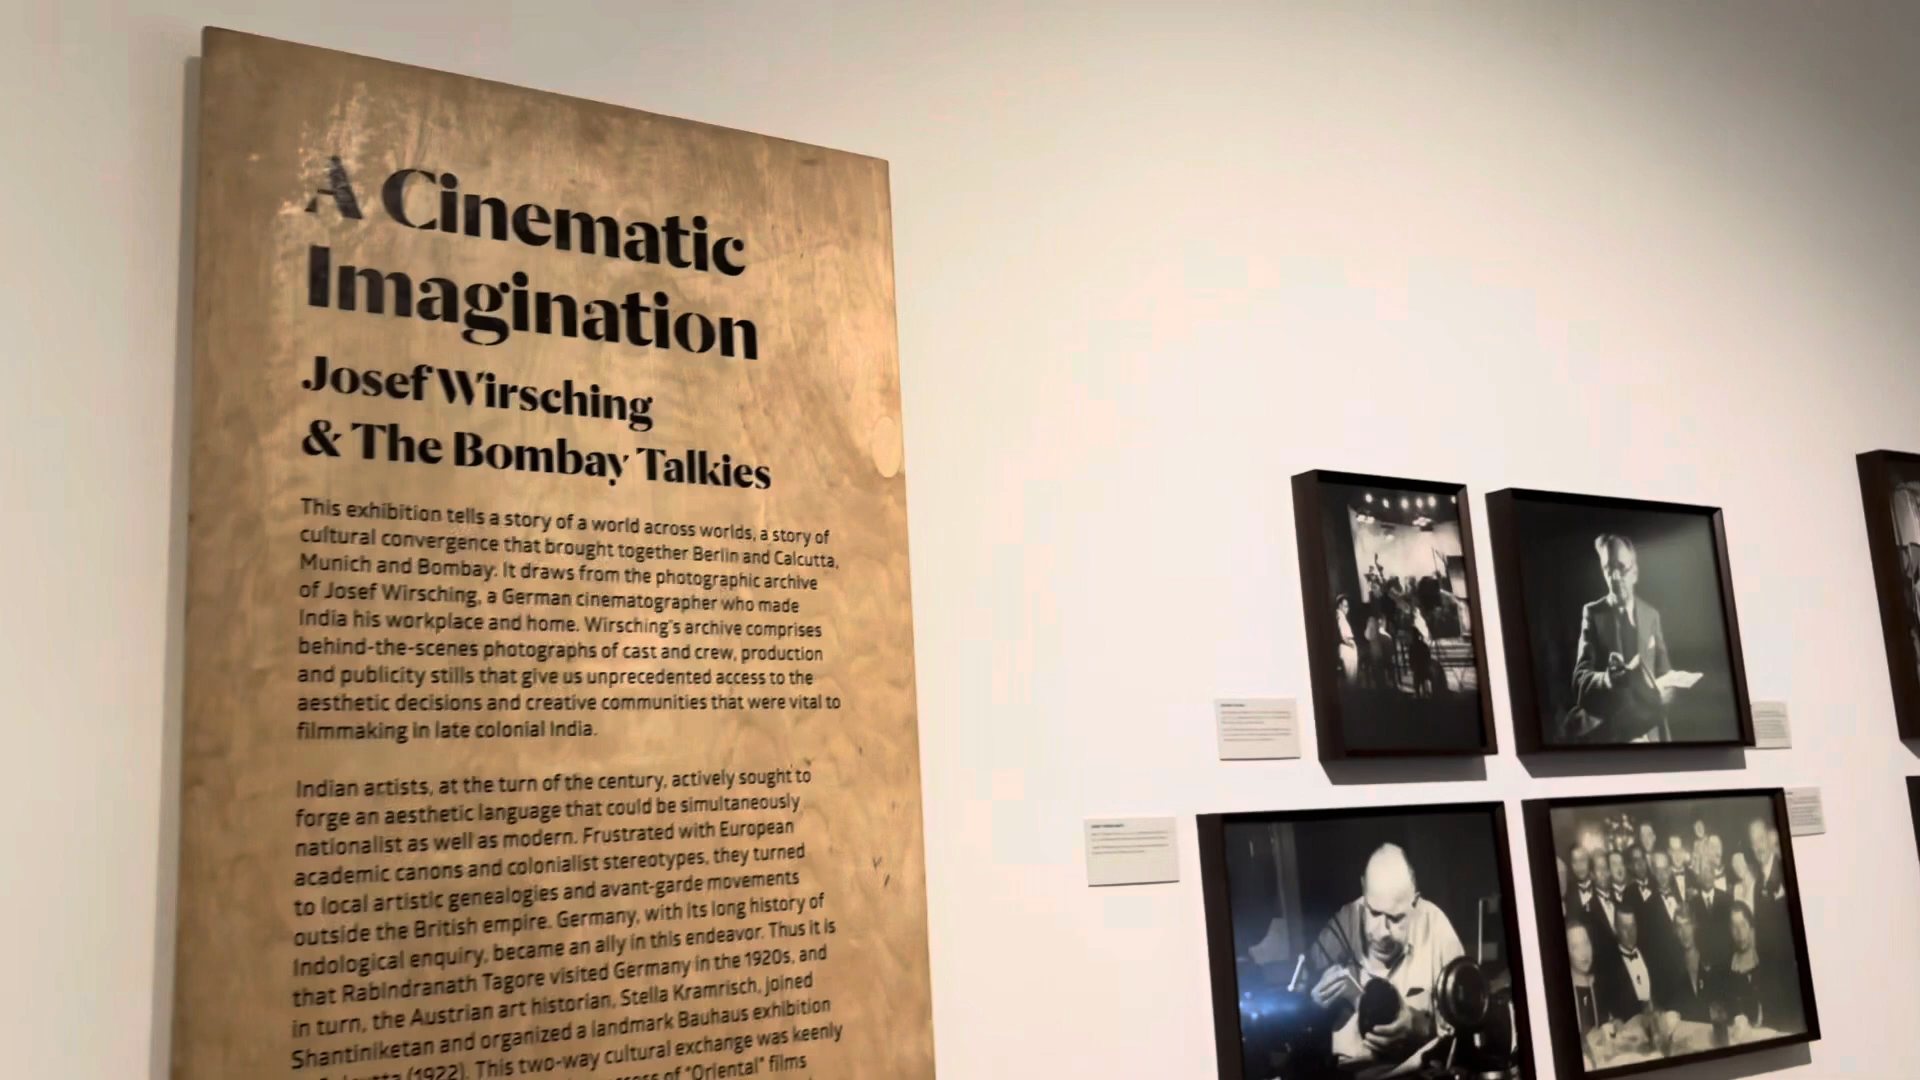 A Cinematic
Imagination
Josef Wirsching
& The Bombay Talkies
This exhibition tells a story of a world across worlds, a story of
cultural convergence that brought together Berlin and Calcutta,
Munich and Bombay. It draws from the photographic archive
of Josef Wirsching, a German cinematographer who made
India his workplace and home. Wirsching's archive comprises
behind-the-scenes photographs of cast and crew, production
and publicity stills that give us unprecedented access to the
aesthetic decisions and creative communities that were vital to
filmmaking in late colonial India.
Indian artists, at the turn of the century, actively sought to
forge an aesthetic language that could be simultaneously
nationalist as well as modern. Frustrated with European
academic canons and colonialist stereotypes, they turned
to local artistic genealogies and avant-garde movements
outside the British empire. Germany, with its long history of
Indological enquiry, became an ally in this endeavor. Thus it is
that Rabindranath Tagore visited Germany in the 1920s, and
in turn, the Austrian art historian, Stella Kramrisch, joined
Shantiniketan and organized a landmark Bauhaus exhibition
(1922). This two-way cultural exchange was keenly
of "Oriental" films